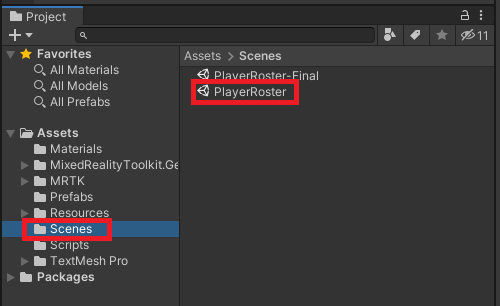 Project
11
Favorites
All Materials
All Models
All Prefabs
Assets
Materials
MixedRealityToolkit.Ge
MRTK
Prefabs
Resources
Scenes
Scripts
TextMesh Pro
Packages
Assets > Scenes
PlayerRoster-Final
PlayerRoster